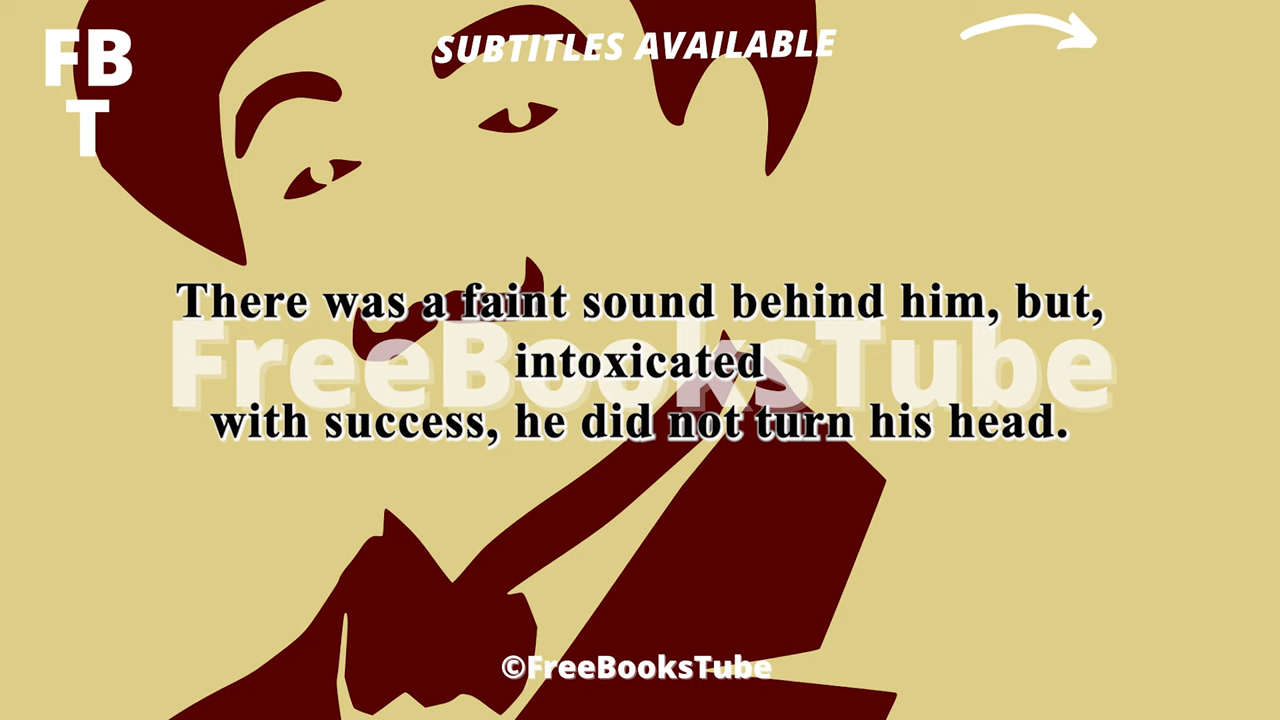 FB
T
SUBTITLES AVAILABLE
There was a faint sound behind him, but,
intoxicated
FreeBooksTube
with success, he did not turn his head.
©FreeBooksTube